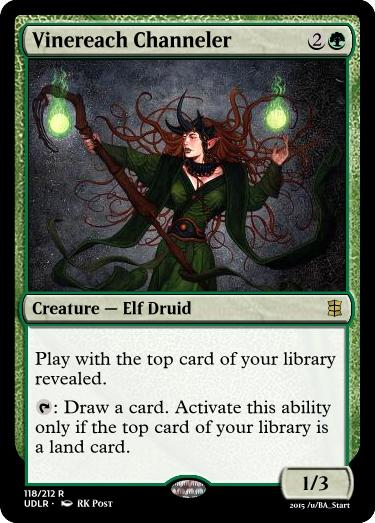 Vinereach Channeler 2
Creature — Elf Druid
Play with the top card of your library
revealed.
: Draw a card. Activate this ability
only if the top card of your library is
a land card.
1/3
118/212 R
UDLR · RK Post
2015 /u/BA_Start